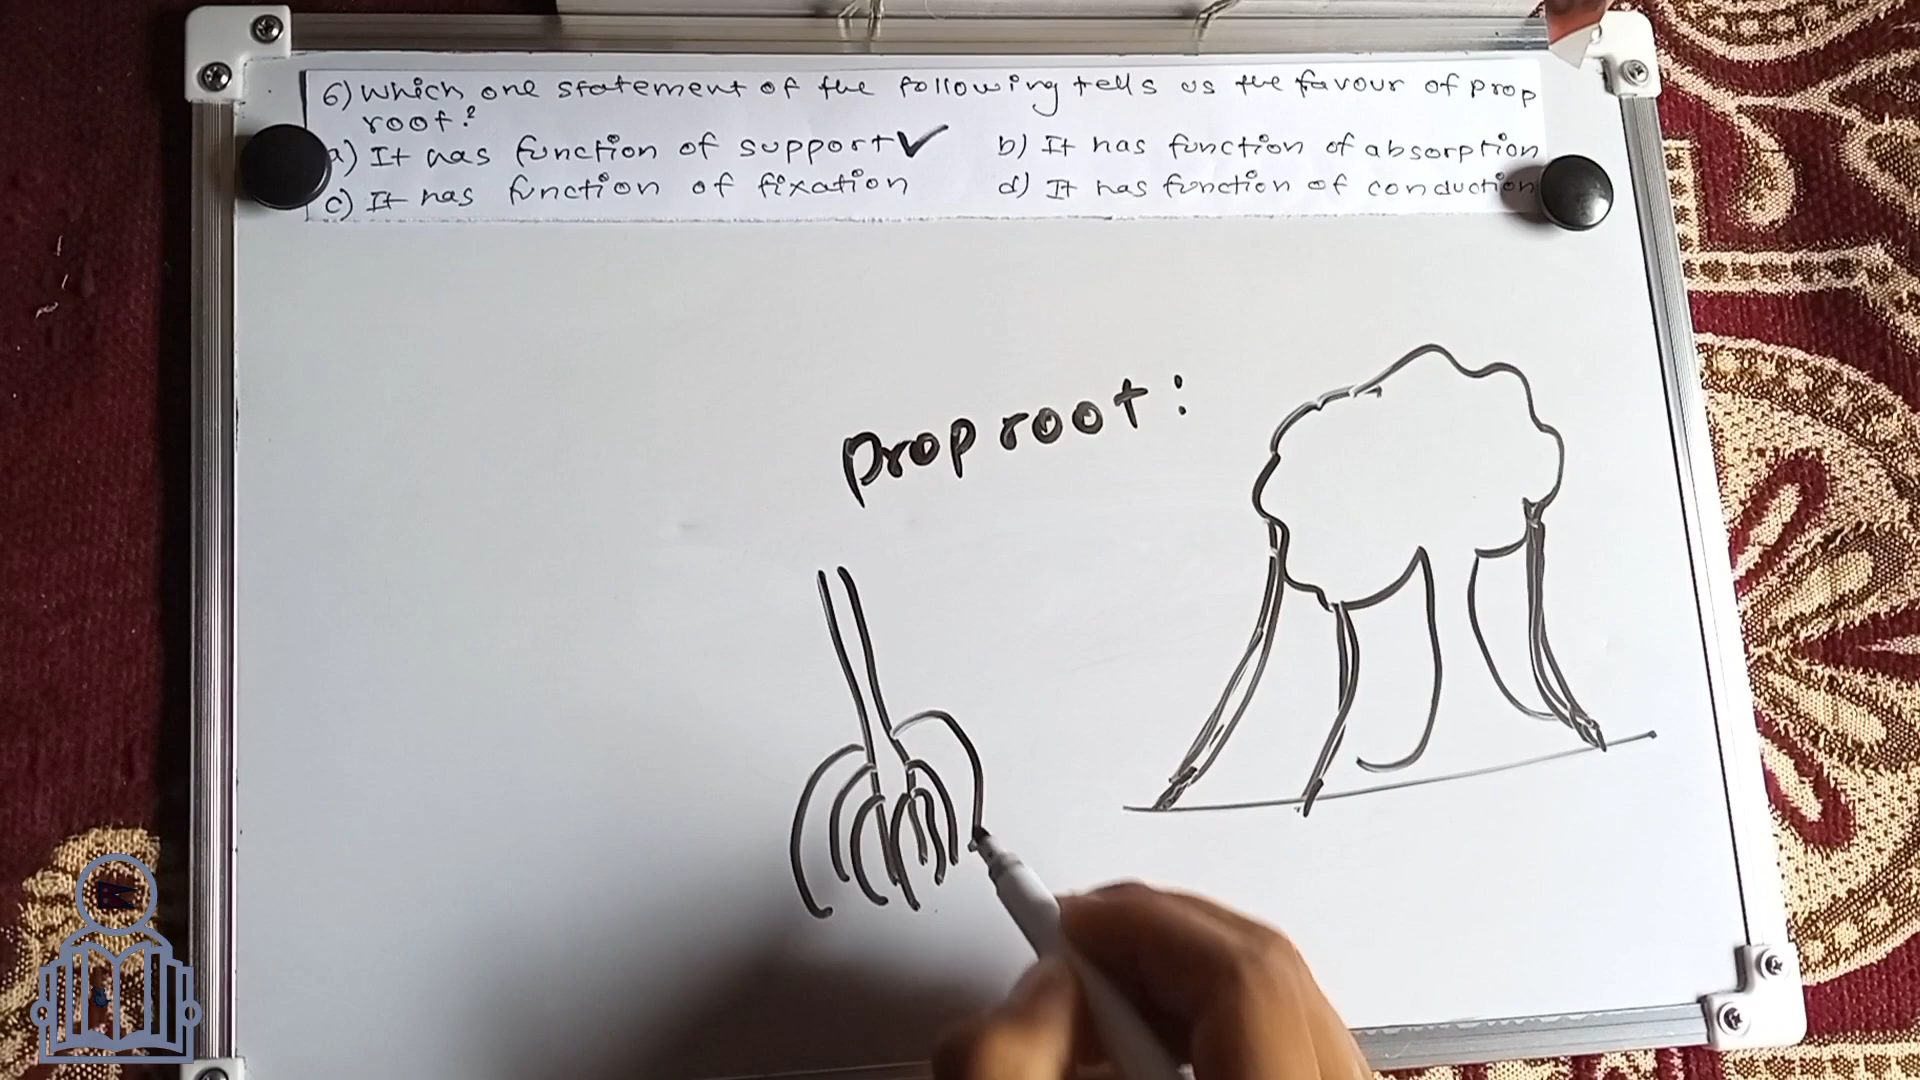 6) Which one statement of the following tells us the favour of prop
root?
a) It has function of support✓ b) It has function of absorption
c) It has function of fixation d) It has function of conduction
prop root: